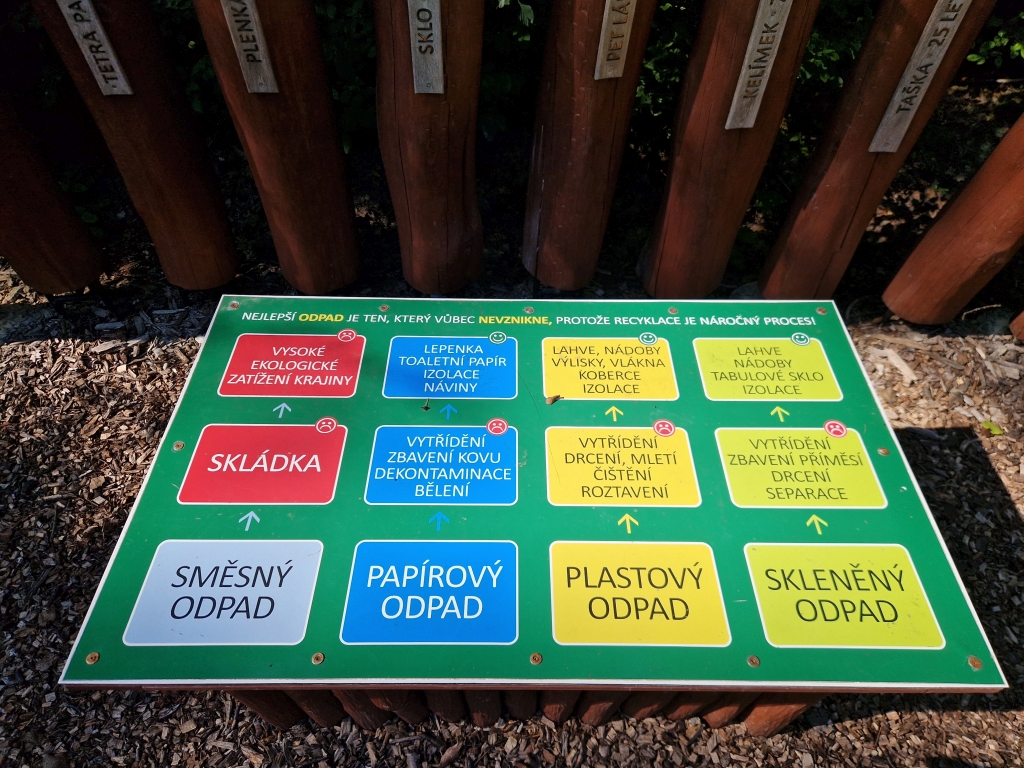 TETRA PA
PLENK
SKLO
PET LÁ
KELÍMEK
TAŠKA 25 LET
NEJLEPŠÍ ODPAD JE TEN, KTERÝ VŮBEC NEVZNIKNE, PROTOŽE RECYKLACE JE NÁROČNÝ PROCES!
VYSOKÉ
EKOLOGICKÉ
ZATÍŽENÍ KRAJINY
LEPENKA
TOALETNÍ PAPÍR
IZOLACE
NÁVINY
LAHVE, NÁDOBY
VÝLISKY, VLÁKNA
KOBERCE
IZOLACE
LAHVE
NÁDOBY
TABULOVÉ SKLO
IZOLACE
SKLÁDKA
VYTŘÍDĚNÍ
ZBAVENÍ KOVU
DEKONTAMINACE
BĚLENÍ
VYTŘÍDĚNÍ
DRCENÍ, MLETÍ
ČIŠTĚNÍ
ROZTAVENÍ
VYTŘÍDĚNÍ
ZBAVENÍ PŘÍMĚSÍ
DRCENÍ
SEPARACE
SMĚSNÝ
ODPAD
PAPÍROVÝ
ODPAD
PLASTOVÝ
ODPAD
SKLENĚNÝ
ODPAD